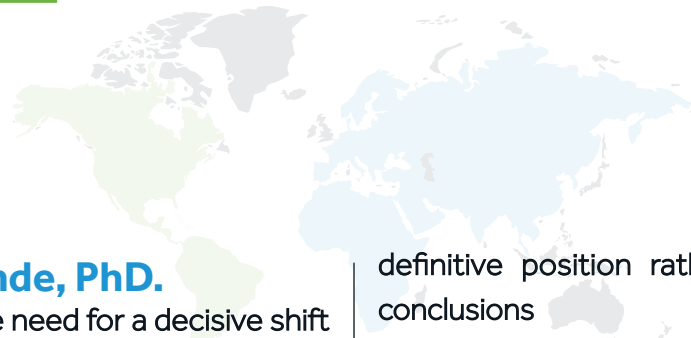 nde, PhD.
e need for a decisive shift
definitive position rath
conclusions